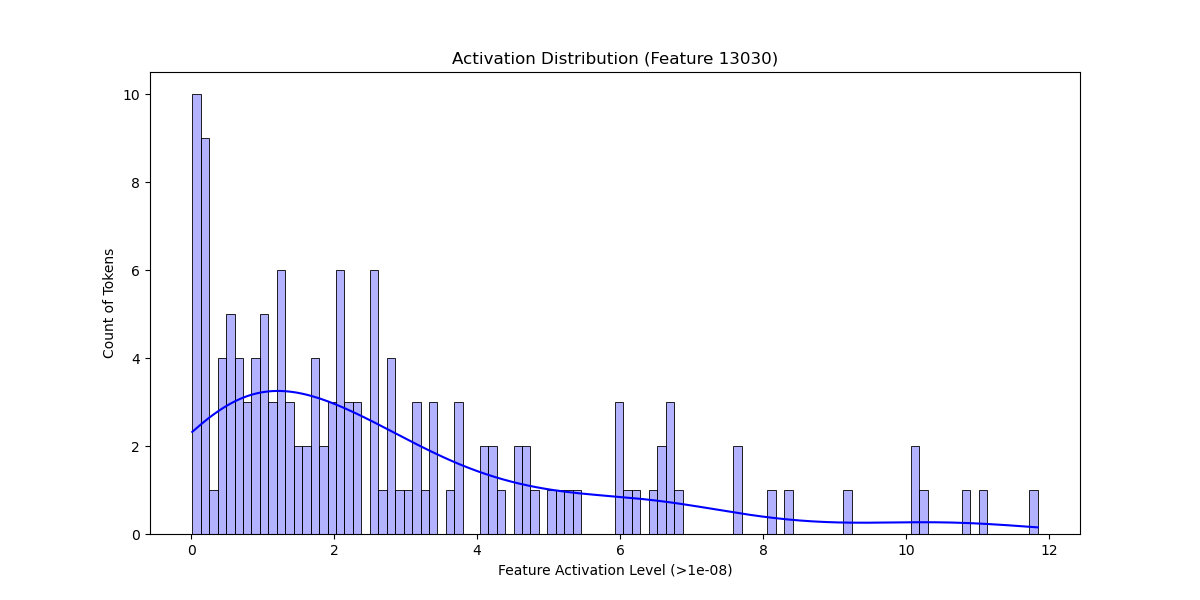 Activation Distribution (Feature 13030)
10
8
6
4
2
0
Count of Tokens
0 2 4 6 8 10 12
Feature Activation Level (>1e-08)